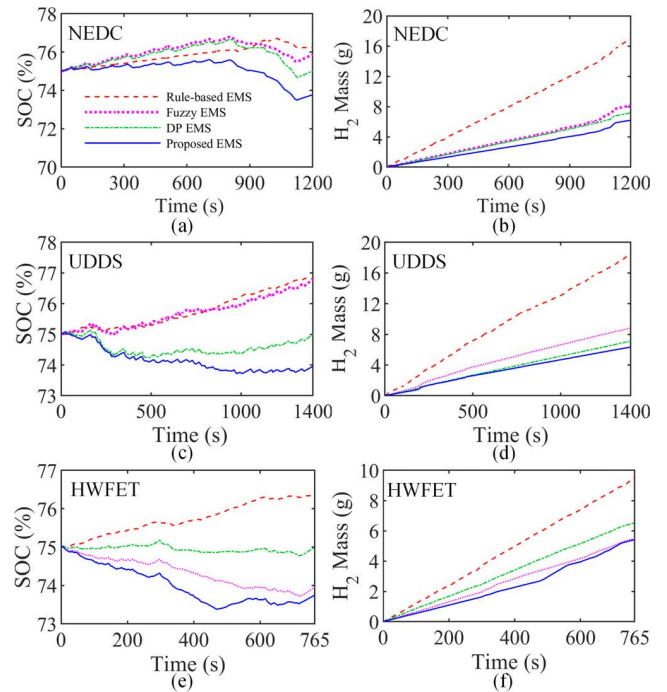 NEDC
SOC (%)
78
76
74
72
70
Rule-based EMS
Fuzzy EMS
DP EMS
Proposed EMS
0 300 600 900 1200
Time (s)
(a)
NEDC
H2 Mass (g)
20
16
12
8
4
0
0 300 600 900 1200
Time (s)
(b)
UDDS
SOC (%)
78
77
76
75
74
73
0 500 1000 1400
Time (s)
(c)
UDDS
H2 Mass (g)
20
16
12
8
4
0
0 500 1000 1400
Time (s)
(d)
HWFET
SOC (%)
77
76
75
74
73
0 200 400 600 765
Time (s)
(e)
HWFET
H2 Mass (g)
10
8
6
4
2
0
0 200 400 600 765
Time (s)
(f)